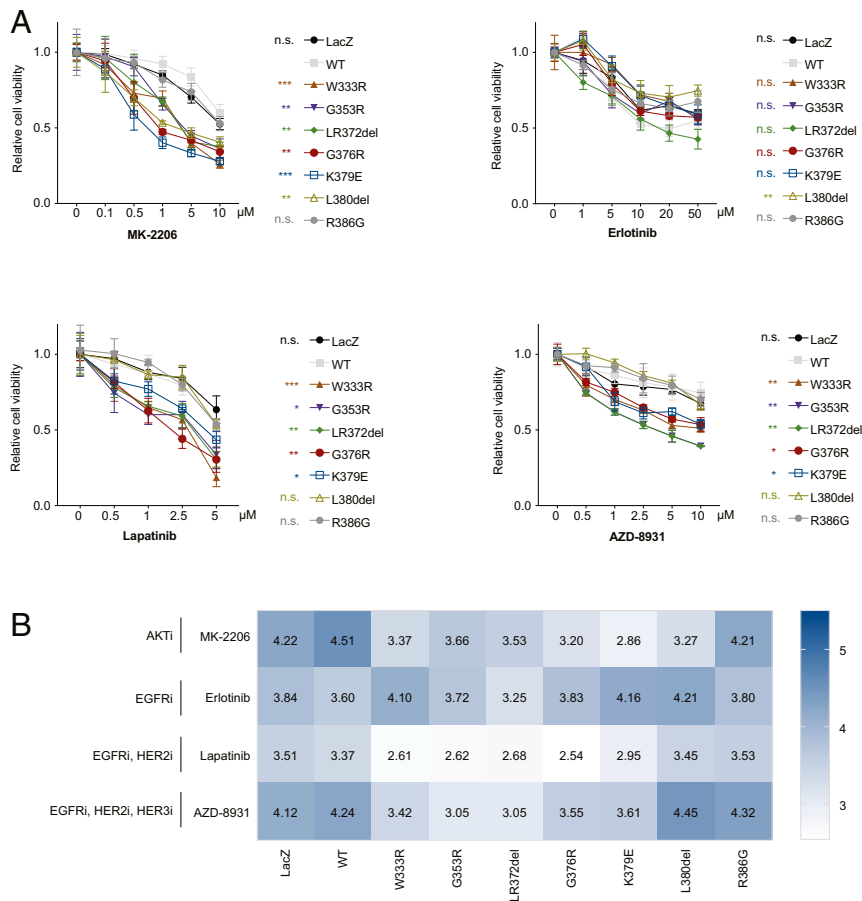 A
Relative cell viability
1.0
0.5
0.0
0 0.1 0.5 1 5 10 µM
MK-2206
n.s. LacZ
WT
*** W333R
** G353R
** LR372del
** G376R
*** K379E
** L380del
n.s. R386G
Relative cell viability
1.0
0.5
0.0
0 1 5 10 20 50 µM
Erlotinib
n.s. LacZ
WT
n.s. W333R
n.s. G353R
n.s. LR372del
n.s. G376R
n.s. K379E
** L380del
n.s. R386G
Relative cell viability
1.0
0.5
0.0
0 0.5 1 2.5 5 µM
Lapatinib
n.s. LacZ
WT
*** W333R
* G353R
** LR372del
** G376R
* K379E
n.s. L380del
n.s. R386G
Relative cell viability
1.0
0.5
0.0
0 0.5 1 2.5 5 10 µM
AZD-8931
n.s. LacZ
WT
** W333R
** G353R
** LR372del
* G376R
* K379E
n.s. L380del
n.s. R386G
B
AKTi MK-2206 4.22 4.51 3.37 3.66 3.53 3.20 2.86 3.27 4.21
EGFRi Erlotinib 3.84 3.60 4.10 3.72 3.25 3.83 4.16 4.21 3.80
EGFRi, HER2i Lapatinib 3.51 3.37 2.61 2.62 2.68 2.54 2.95 3.45 3.53
EGFRi, HER2i, HER3i AZD-8931 4.12 4.24 3.42 3.05 3.05 3.55 3.61 4.45 4.32
LacZ WT W333R G353R LR372del G376R K379E L380del R386G
5
4
3